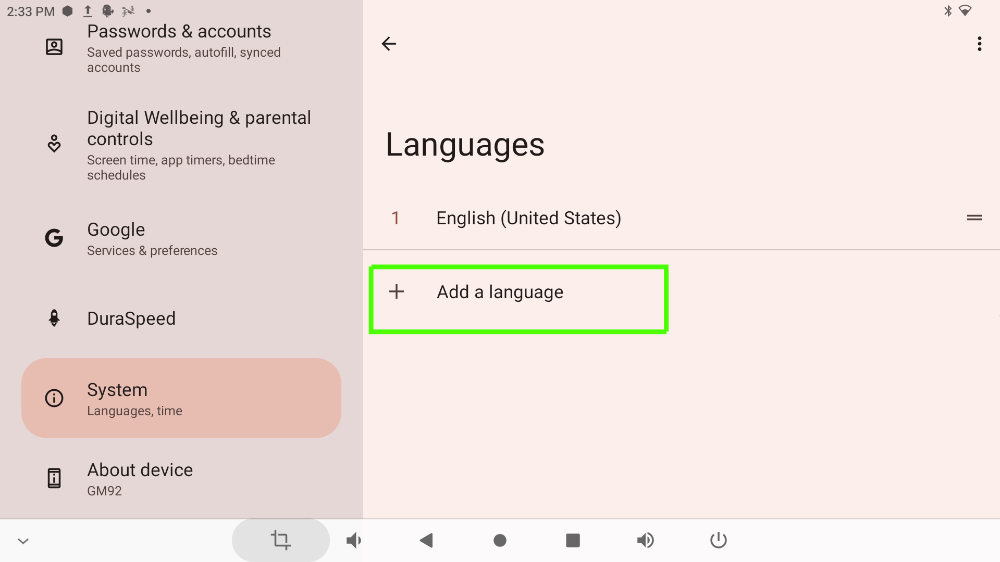 2:33 PM
Passwords & accounts
Saved passwords, autofill, synced
accounts
Digital Wellbeing & parental
controls
Screen time, app timers, bedtime
schedules
Google
Services & preferences
DuraSpeed
System
Languages, time
About device
GM92
Languages
1 English (United States)
+ Add a language